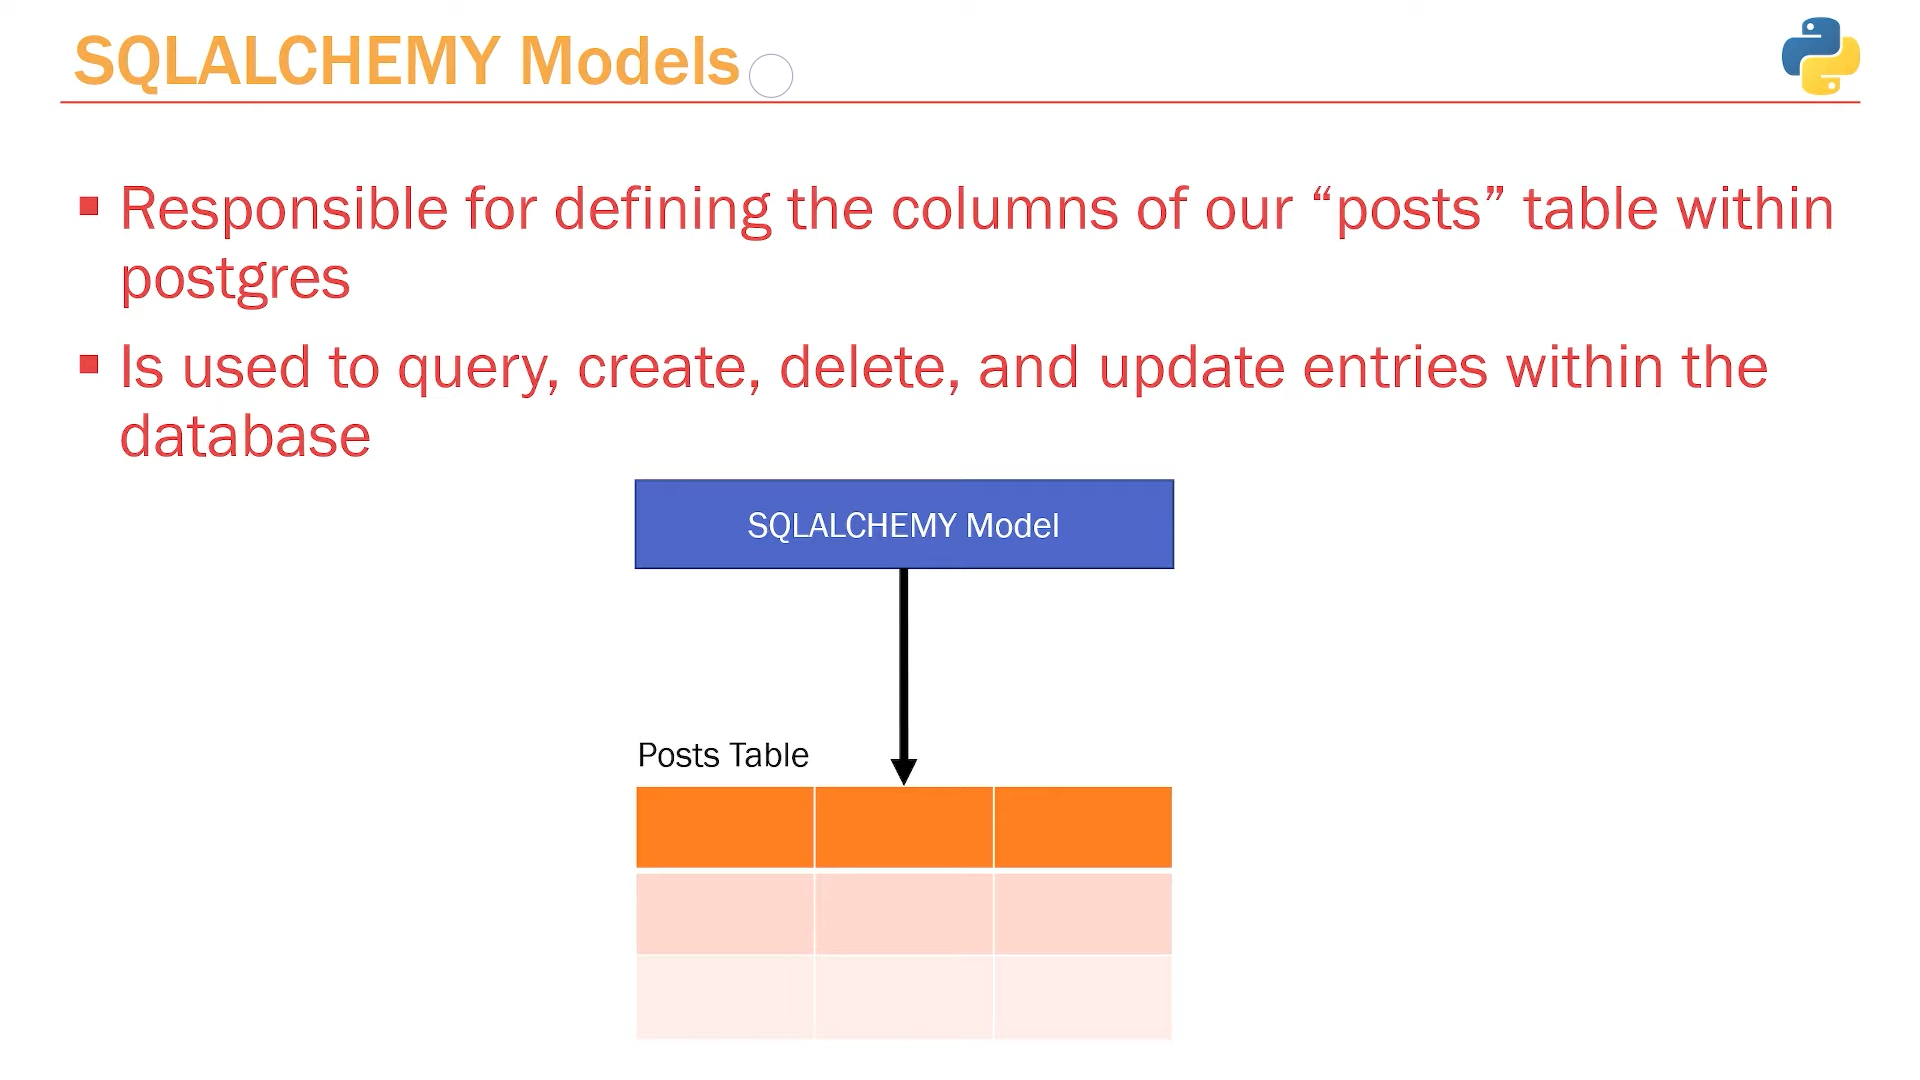 SQLALCHEMY Models
▪ Responsible for defining the columns of our “posts” table within
postgres
▪ Is used to query, create, delete, and update entries within the
database
SQLALCHEMY Model
Posts Table